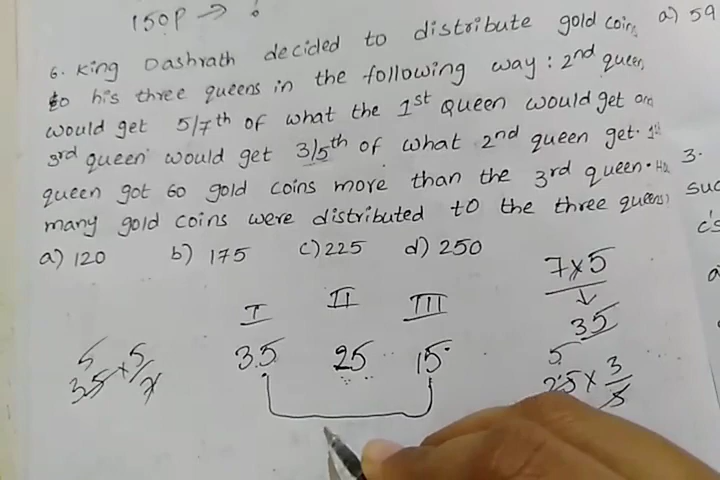 150P →
6. King Dashrath decided to distribute gold coins
to his three queens in the following way : 2nd queen
would get 5/7th of what the 1st Queen would get and
3rd queen would get 3/5th of what 2nd queen get. 1st
queen got 60 gold coins more than the 3rd queen.
many gold coins were distributed to the three queens
a) 120 b) 175 c) 225 d) 250
a) 59
3.
suc
c's
a
7×5
35
I II III
35 25 15
5
35 × 5/7
5
25 × 3/5